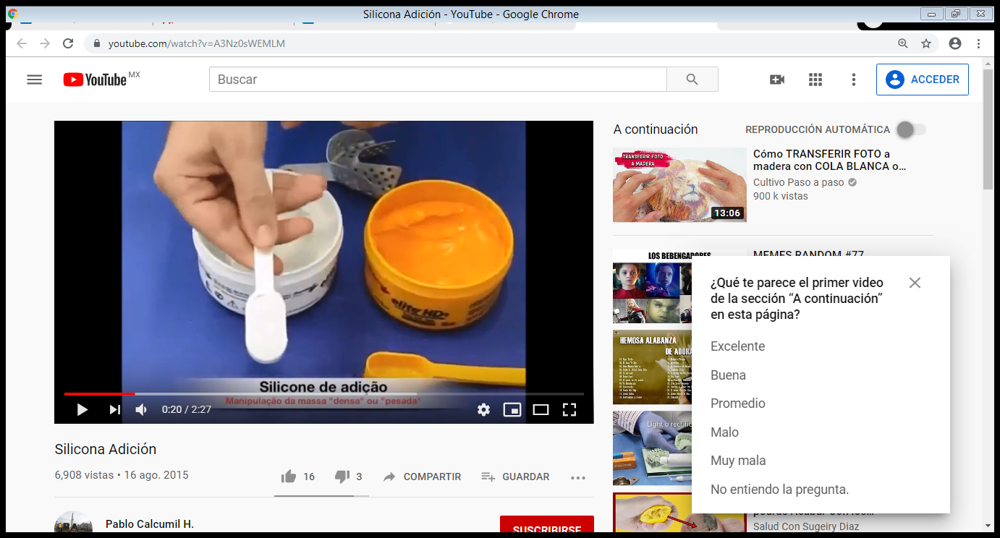 Silicona Adición - YouTube - Google Chrome
youtube.com/watch?v=A3Nz0sWEMLM
YouTube MX
Buscar
ACCEDER
A continuación
REPRODUCCIÓN AUTOMÁTICA
TRANSFERIR FOTO
A MADERA
13:06
Cómo TRANSFERIR FOTO a
madera con COLA BLANCA o…
Cultivo Paso a paso
900 k vistas
LOS BEBENGADORES
MEMES RANDOM #77
¿Qué te parece el primer video
de la sección “A continuación”
en esta página?
Excelente
Buena
Promedio
Malo
Muy mala
No entiendo la pregunta.
HEMOSA ALABANZA
DE ADORA
Light o rectific
Salud Con Sugeiry Diaz
elite HD+
Silicone de adição
Manipulação da massa "densa" ou "pesada"
0:20 / 2:27
Silicona Adición
6,908 vistas • 16 ago. 2015
16
3
COMPARTIR
GUARDAR
Pablo Calcumil H.
SUSCRIBIRSE